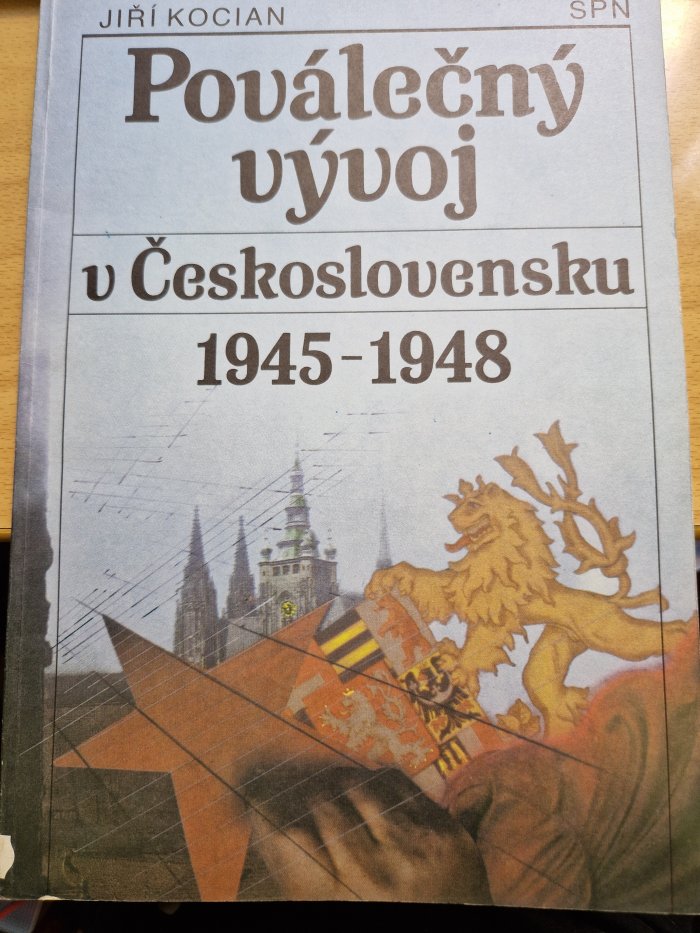 JIŘÍ KOCIAN
SPN
Poválečný
vývoj
v Československu
1945-1948